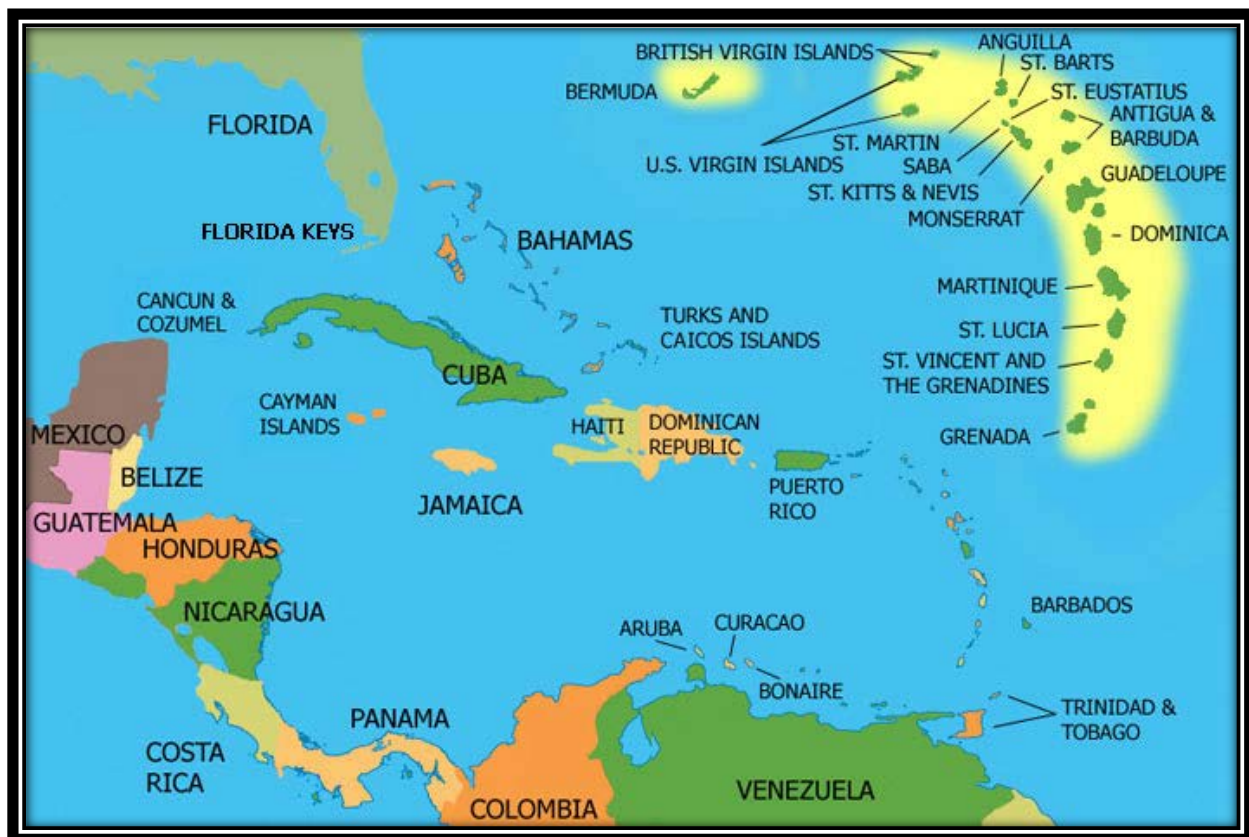 BRITISH VIRGIN ISLANDS
ANGUILLA
ST. BARTS
BERMUDA
ST. EUSTATIUS
ANTIGUA &
BARBUDA
FLORIDA
ST. MARTIN
U.S. VIRGIN ISLANDS
SABA
GUADELOUPE
ST. KITTS & NEVIS
MONSERRAT
FLORIDA KEYS
BAHAMAS
DOMINICA
CANCUN &
COZUMEL
MARTINIQUE
TURKS AND
CAICOS ISLANDS
ST. LUCIA
ST. VINCENT AND
THE GRENADINES
CUBA
CAYMAN
ISLANDS
HAITI
DOMINICAN
REPUBLIC
MEXICO
GRENADA
BELIZE
JAMAICA
PUERTO
RICO
GUATEMALA
HONDURAS
NICARAGUA
BARBADOS
ARUBA
CURACAO
BONAIRE
PANAMA
TRINIDAD &
TOBAGO
COSTA
RICA
VENEZUELA
COLOMBIA